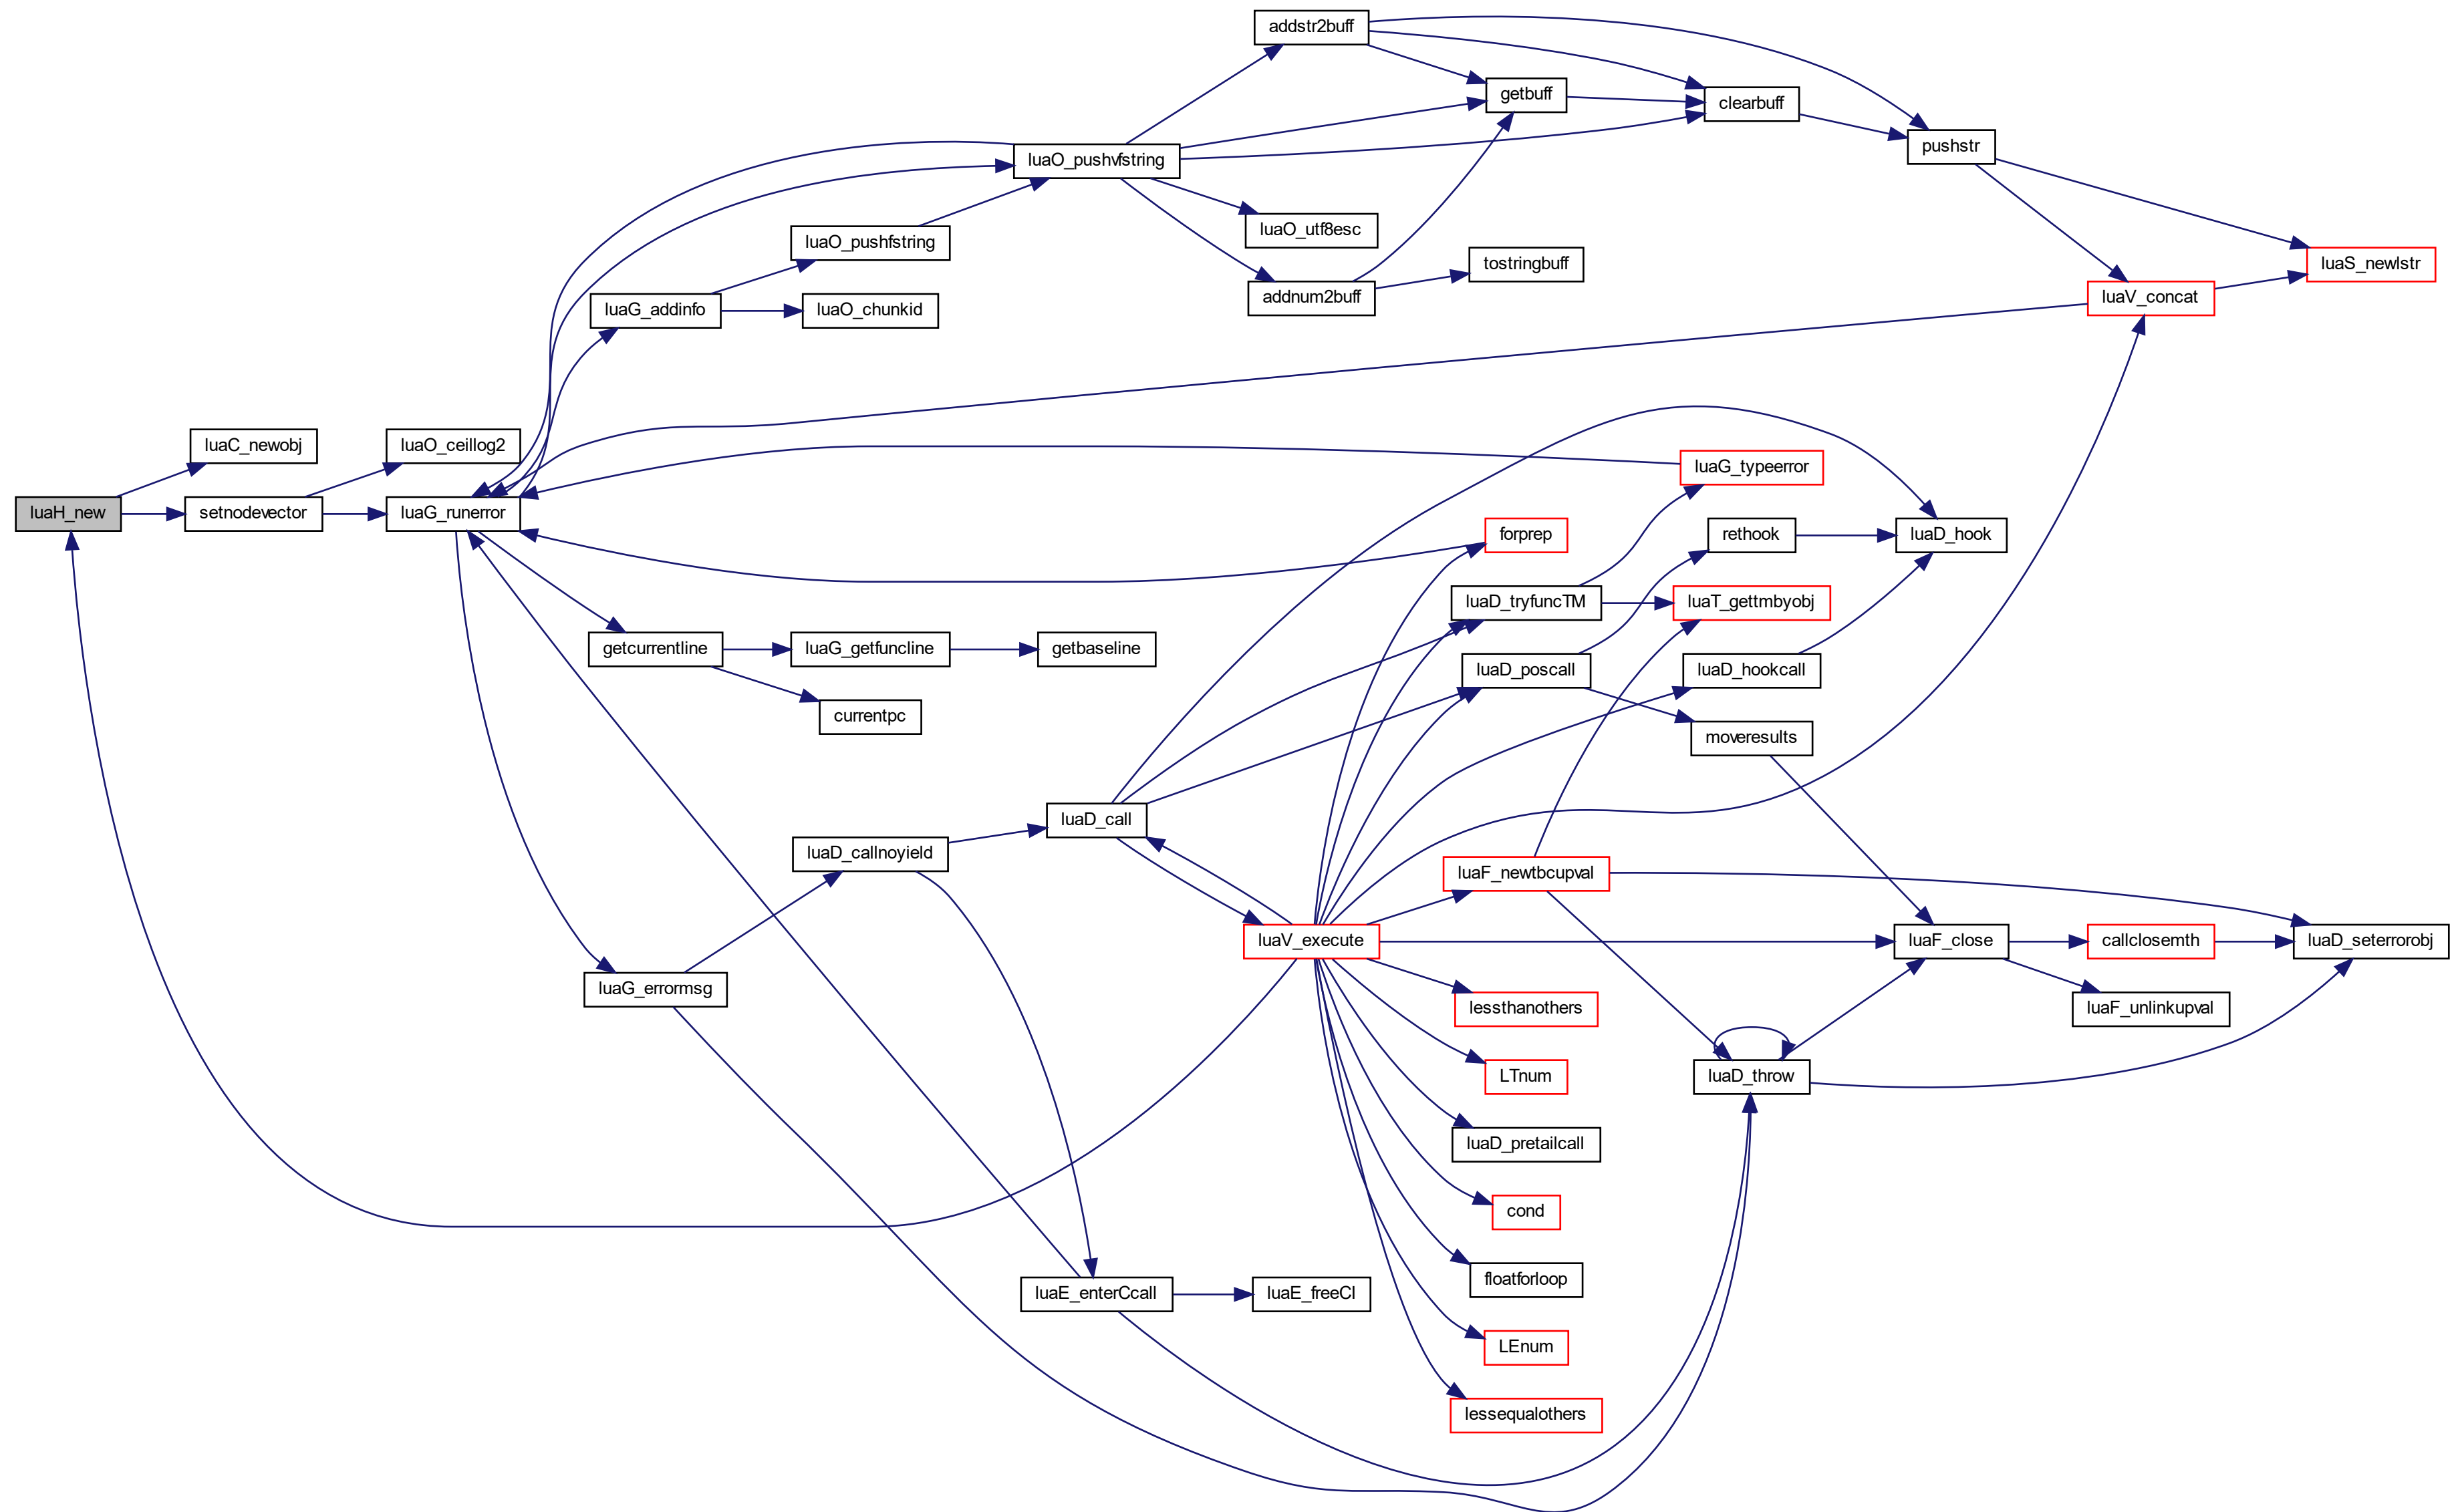 addstr2buff
getbuff
clearbuff
luaO_pushvfstring
pushstr
luaO_utf8esc
luaO_pushfstring
tostringbuff
luaS_newlstr
addnum2buff
luaV_concat
luaG_addinfo
luaO_chunkid
luaC_newobj
luaO_ceillog2
luaG_typeerror
luaH_new
setnodevector
luaG_runerror
forprep
rethook
luaD_hook
luaD_tryfuncTM
luaT_gettmbyobj
getcurrentline
luaG_getfuncline
getbaseline
luaD_poscall
luaD_hookcall
currentpc
moveresults
luaD_call
luaD_callnoyield
luaF_newtbcupval
luaV_execute
luaF_close
callclosemth
luaD_seterrorobj
luaG_errormsg
lessthanothers
luaF_unlinkupval
LTnum
luaD_throw
luaD_pretailcall
cond
luaE_enterCcall
luaE_freeCI
floatforloop
LEnum
lessequalothers